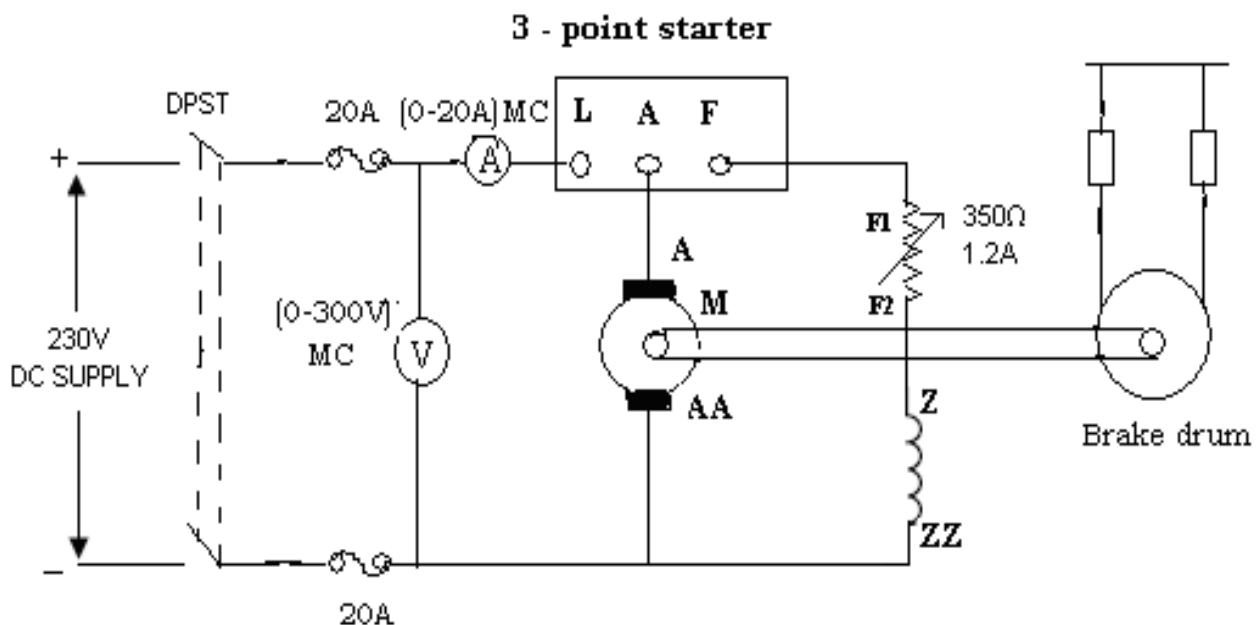 3 - point starter
DPST
20A
(0-20A)MC
L A F
+
A
F1
350Ω
1.2A
F2
A
M
(0-300V)
MC
V
230V
DC SUPPLY
AA
Z
Brake drum
ZZ
–
20A